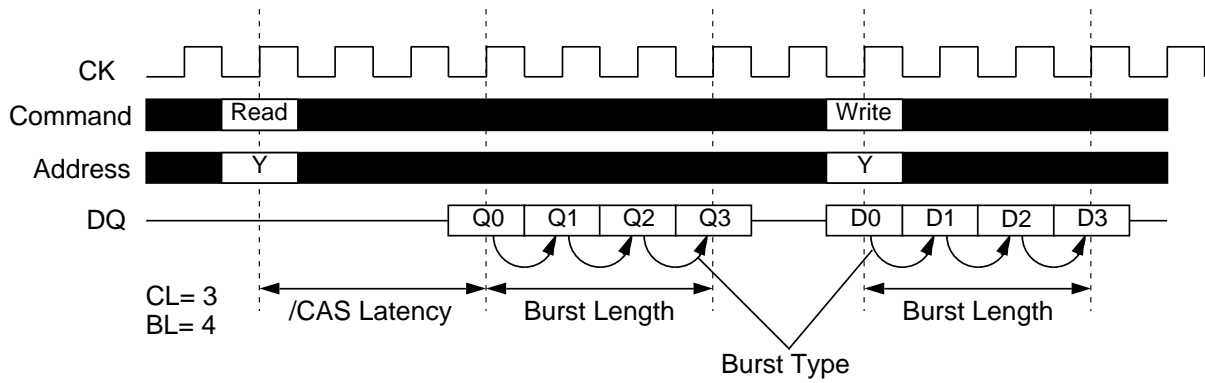 CK
Command Read Write
Address Y Y
DQ Q0 Q1 Q2 Q3 D0 D1 D2 D3
CL= 3 /CAS Latency Burst Length Burst Length
BL= 4
Burst Type